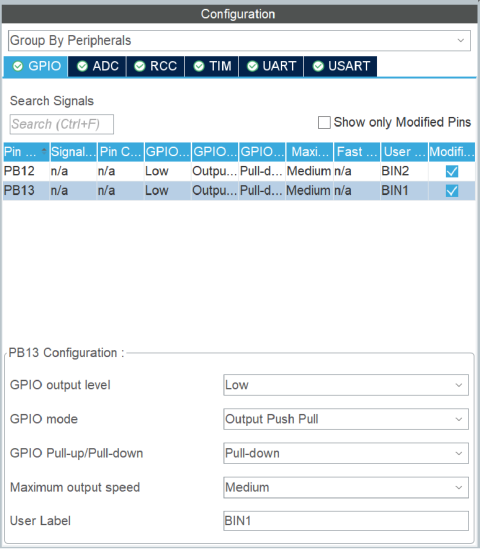 Configuration
Group By Peripherals
GPIO ADC RCC TIM UART USART
Search Signals
Search (Ctrl+F)
Show only Modified Pins
Pin ... Signal... Pin C... GPIO... GPIO... GPIO... Maxi... Fast ... User ... Modifi...
PB12 n/a n/a Low Outpu... Pull-d... Medium n/a BIN2
PB13 n/a n/a Low Outpu... Pull-d... Medium n/a BIN1
PB13 Configuration :
GPIO output level Low
GPIO mode Output Push Pull
GPIO Pull-up/Pull-down Pull-down
Maximum output speed Medium
User Label BIN1